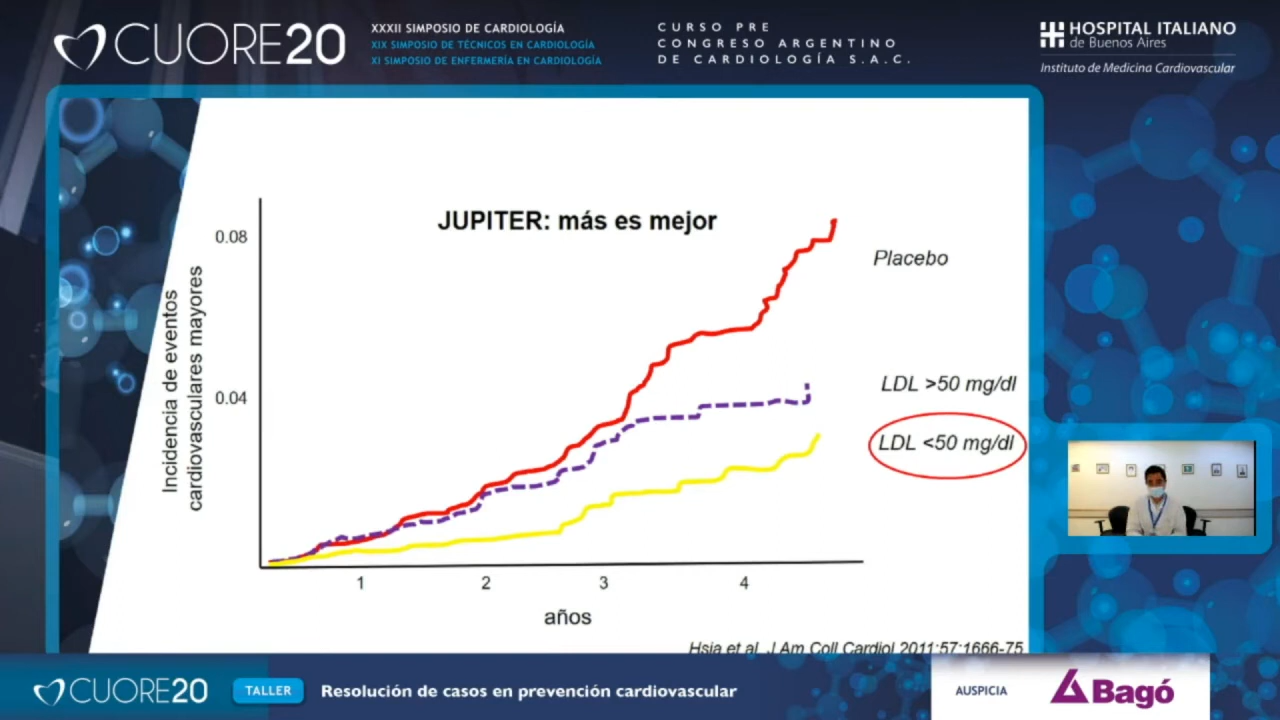 CUORE20
XXXII SIMPOSIO DE CARDIOLOGÍA
XIX SIMPOSIO DE TÉCNICOS EN CARDIOLOGÍA
XI SIMPOSIO DE ENFERMERÍA EN CARDIOLOGÍA
CURSO PRE
CONGRESO ARGENTINO
DE CARDIOLOGÍA S.A.C.
HOSPITAL ITALIANO
de Buenos Aires
Instituto de Medicina Cardiovascular
JUPITER: más es mejor
0.08
0.04
Incidencia de eventos
cardiovasculares mayores
Placebo
LDL >50 mg/dl
LDL <50 mg/dl
1 2 3 4
años
Hsia et al. J Am Coll Cardiol 2011;57:1666-75
CUORE20
TALLER
Resolución de casos en prevención cardiovascular
AUSPICIA
Bagó